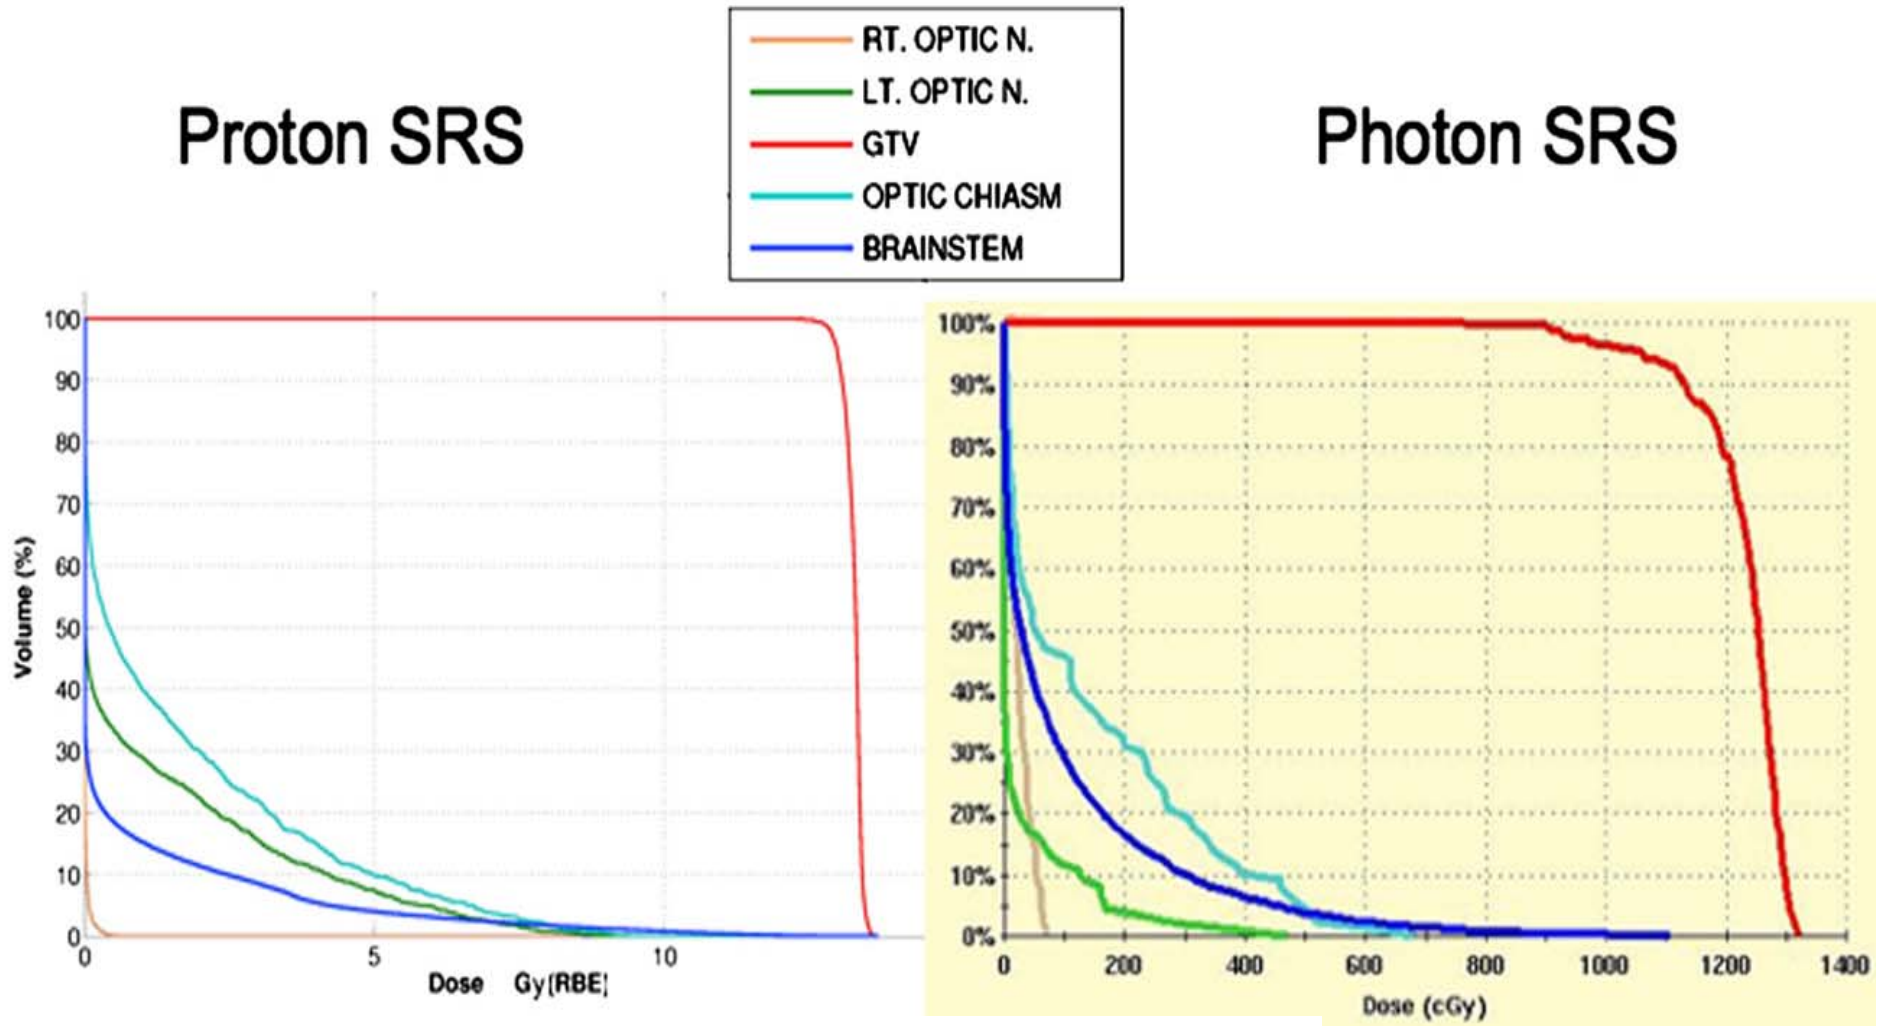 Proton SRS
RT. OPTIC N.
LT. OPTIC N.
GTV
OPTIC CHIASM
BRAINSTEM
Photon SRS
100
90
80
70
60
50
40
30
20
10
0
Volume (%)
0 5 10
Dose Gy(RBE)
100%
90%
80%
70%
60%
50%
40%
30%
20%
10%
0%
0 200 400 600 800 1000 1200 1400
Dose (cGy)